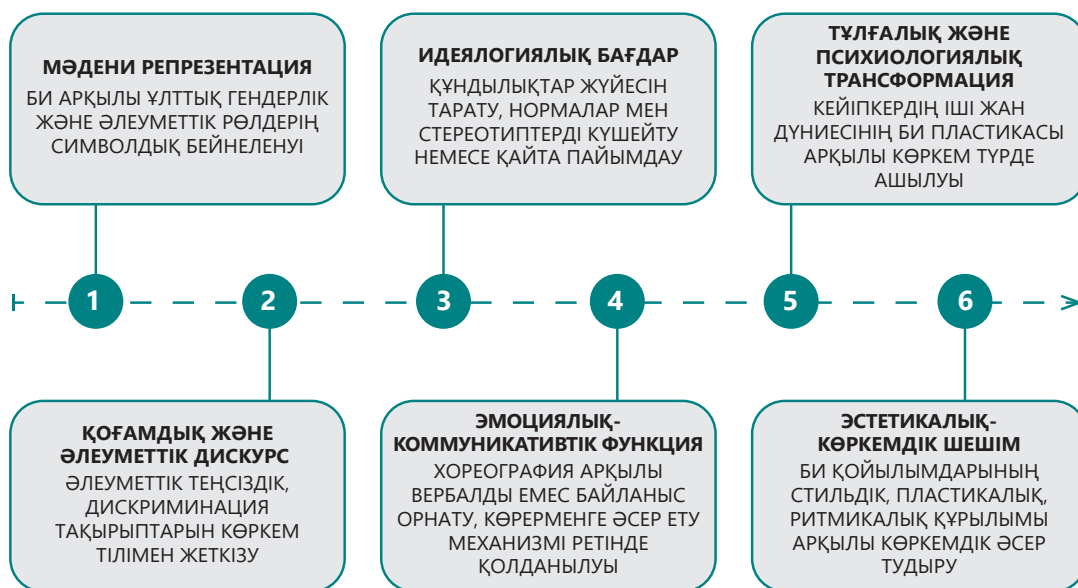 МӘДЕНИ РЕПРЕЗЕНТАЦИЯ
БИ АРҚЫЛЫ ҰЛТТЫҚ ГЕНДЕРЛІК
ЖӘНЕ ӘЛЕУМЕТТІК РӨЛДЕРІҢ
СИМВОЛДЫҚ БЕЙНЕЛЕНУІ
ИДЕЯЛОГИЯЛЫҚ БАҒДАР
ҚҰНДЫЛЫҚТАР ЖҮЙЕСІН
ТАРАТУ, НОРМАЛАР МЕН
СТЕРЕОТИПТЕРДІ КҮШЕЙТУ
НЕМЕСЕ ҚАЙТА ПАЙЫМДАУ
ТҰЛҒАЛЫҚ ЖӘНЕ
ПСИХИОЛОГИЯЛЫҚ
ТРАНСФОРМАЦИЯ
КЕЙІПКЕРДІҢ ІШІ ЖАН
ДҮНИЕСІНІҢ БИ ПЛАСТИКАСЫ
АРҚЫЛЫ КӨРКЕМ ТҮРДЕ
АШЫЛУЫ
1
2
3
4
5
6
ҚОҒАМДЫҚ ЖӘНЕ
ӘЛЕУМЕТТІК ДИСКУРС
ӘЛЕУМЕТТІК ТЕҢСІЗДІК,
ДИСКРИМИНАЦИЯ
ТАҚЫРЫПТАРЫН КӨРКЕМ
ТІЛІМЕН ЖЕТКІЗУ
ЭМОЦИЯЛЫҚ-
КОММУНИКАТИВТІК ФУНКЦИЯ
ХОРЕОГРАФИЯ АРҚЫЛЫ
ВЕРБАЛДЫ ЕМЕС БАЙЛАНЫС
ОРНАТУ, КӨРЕРМЕНГЕ ӘСЕР ЕТУ
МЕХАНИЗМІ РЕТІНДЕ
ҚОЛДАНЫЛУЫ
ЭСТЕТИКАЛЫҚ-
КӨРКЕМДІК ШЕШІМ
БИ ҚОЙЫЛЫМДАРЫНЫҢ
СТИЛЬДІК, ПЛАСТИКАЛЫҚ,
РИТМИКАЛЫҚ ҚҰРЫЛЫМЫ
АРҚЫЛЫ КӨРКЕМДІК ӘСЕР
ТУДЫРУ